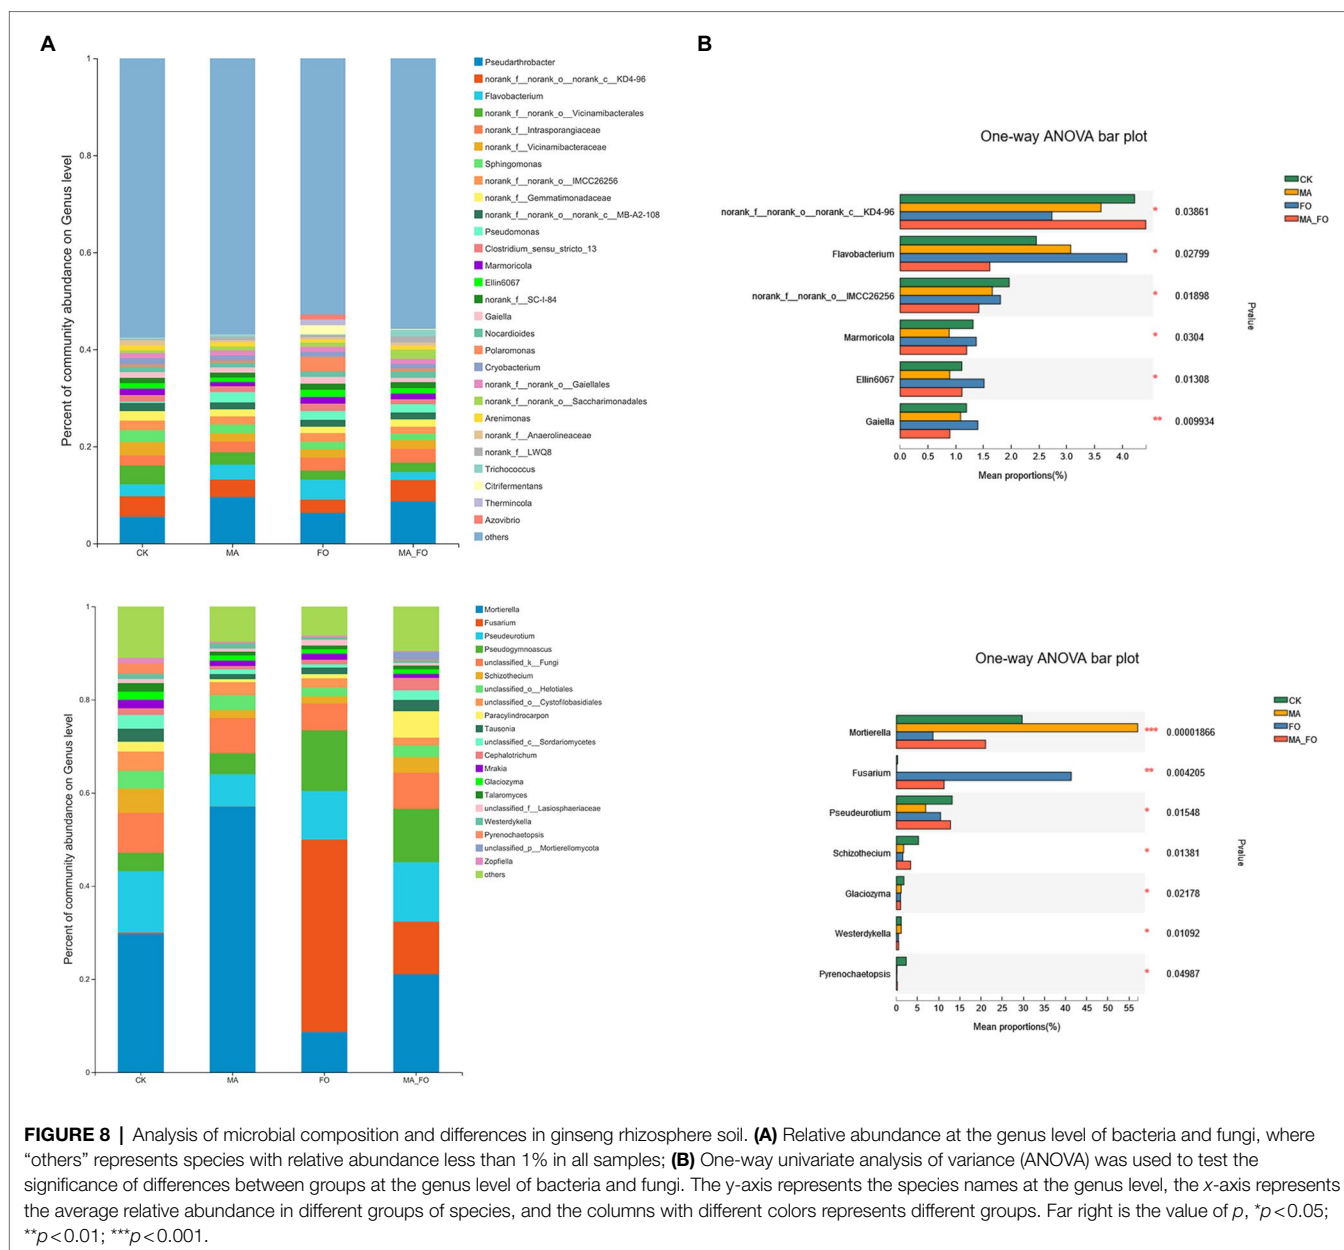 A
B
1
0.8
0.6
0.4
0.2
0
Percent of community abundance on Genus level
CK
MA
FO
MA_FO
Pseudarthrobacter
norank_f__norank_o__norank_c__KD4-96
Flavobacterium
norank_f__norank_o__Vicinamibacterales
norank_f__Intrasporangiaceae
norank_f__Vicinamibacteraceae
Sphingomonas
norank_f__norank_o__IMCC26256
norank_f__Gemmatimonadaceae
norank_f__norank_o__norank_c__MB-A2-108
Pseudomonas
Clostridium_sensu_stricto_13
Marmoricola
Ellin6067
norank_f__SC-I-84
Gaiella
Nocardioides
Polaromonas
Cryobacterium
norank_f__norank_o__Gaiellales
norank_f__norank_o__Saccharimonadales
Arenimonas
norank_f__Anaerolineaceae
norank_f__LWQ8
Trichococcus
Citrifermentans
Thermincola
Azovibrio
others
One-way ANOVA bar plot
CK
MA
FO
MA_FO
norank_f__norank_o__norank_c__KD4-96 * 0.03861
Flavobacterium * 0.02799
norank_f__norank_o__IMCC26256 * 0.01898
Marmoricola * 0.0304
Ellin6067 * 0.01308
Gaiella ** 0.009934
Pvalue
0.0 0.5 1.0 1.5 2.0 2.5 3.0 3.5 4.0
Mean proportions(%)
1
0.8
0.6
0.4
0.2
0
Percent of community abundance on Genus level
CK
MA
FO
MA_FO
Mortierella
Fusarium
Pseudeurotium
Pseudogymnoascus
unclassified_k__Fungi
Schizothecium
unclassified_o__Helotiales
unclassified_o__Cystofilobasidiales
Paracylindrocarpon
Tausonia
unclassified_c__Sordariomycetes
Cephalotrichum
Mrakia
Glaciozyma
Talaromyces
unclassified_f__Lasiosphaeriaceae
Westerdykella
Pyrenochaetopsis
unclassified_p__Mortierellomycota
Zopfiella
others
One-way ANOVA bar plot
CK
MA
FO
MA_FO
Mortierella *** 0.00001866
Fusarium ** 0.004205
Pseudeurotium * 0.01548
Schizothecium * 0.01381
Glaciozyma * 0.02178
Westerdykella * 0.01092
Pyrenochaetopsis * 0.04987
Pvalue
0 5 10 15 20 25 30 35 40 45 50 55
Mean proportions(%)
FIGURE 8 | Analysis of microbial composition and differences in ginseng rhizosphere soil. (A) Relative abundance at the genus level of bacteria and fungi, where
“others” represents species with relative abundance less than 1% in all samples; (B) One-way univariate analysis of variance (ANOVA) was used to test the
significance of differences between groups at the genus level of bacteria and fungi. The y-axis represents the species names at the genus level, the x-axis represents
the average relative abundance in different groups of species, and the columns with different colors represents different groups. Far right is the value of p, *p<0.05;
**p<0.01; ***p<0.001.